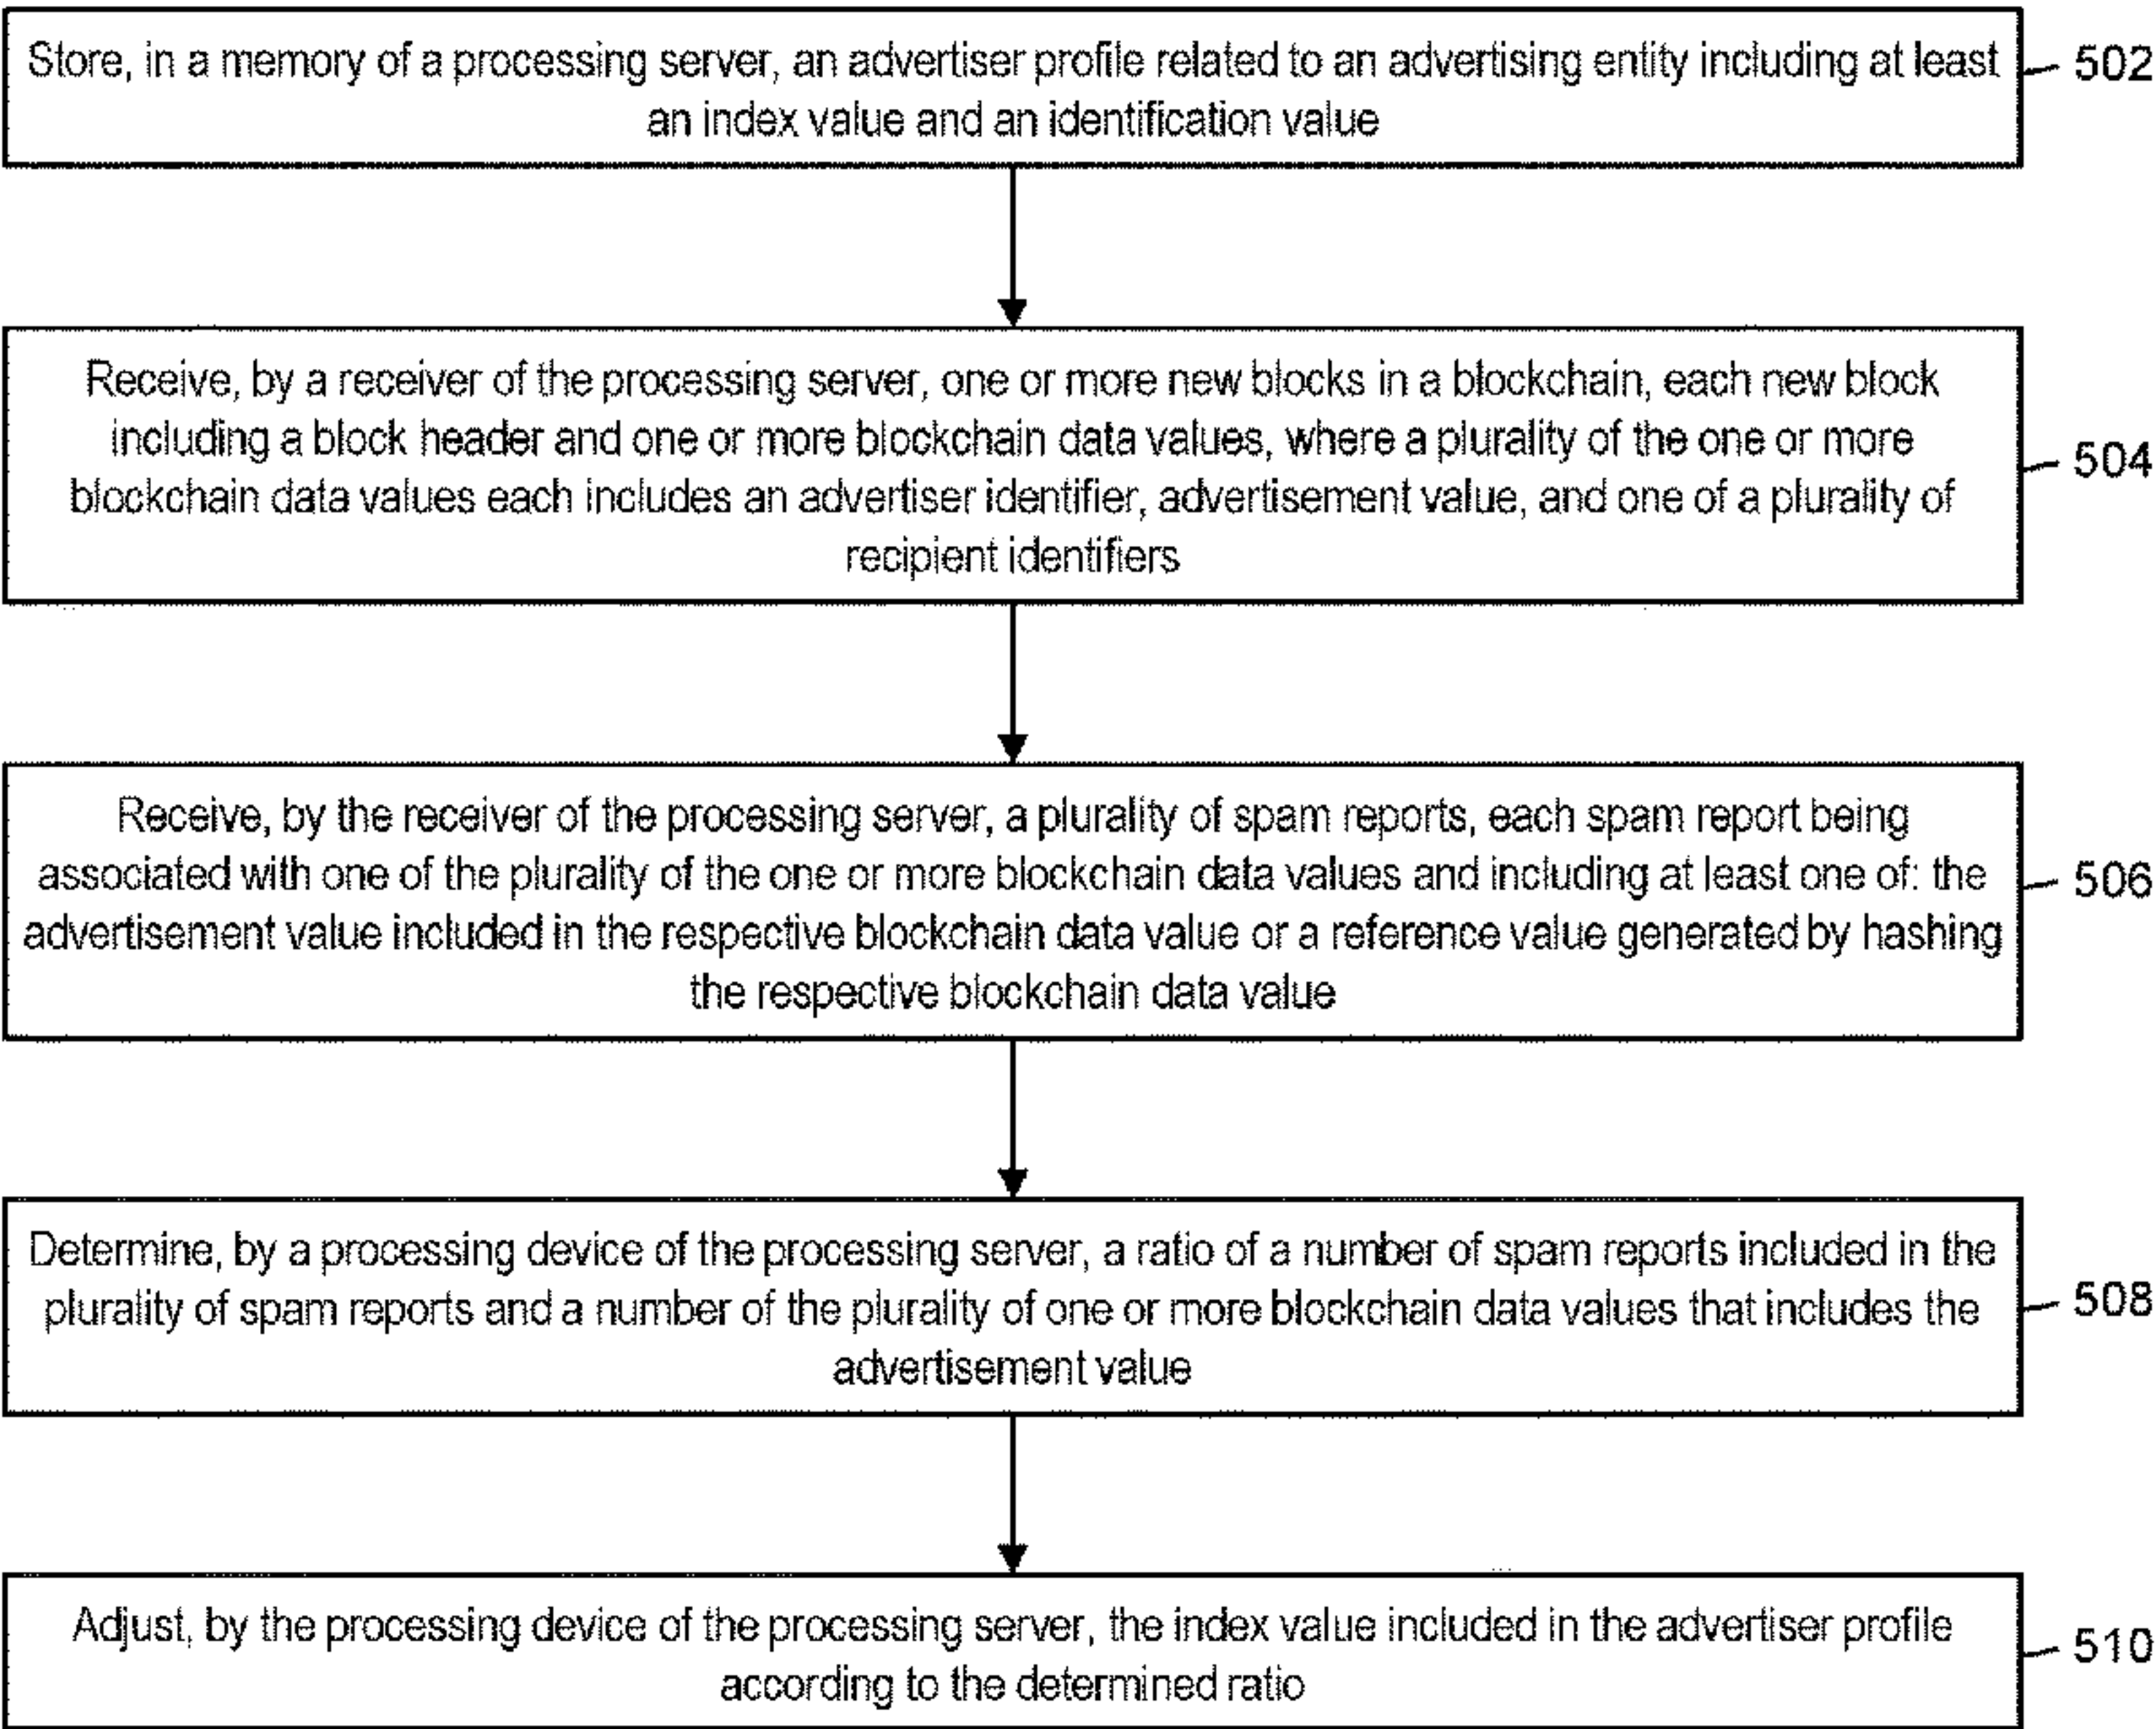 Store, in a memory of a processing server, an advertiser profile related to an advertising entity including at least
an index value and an identification value
502
Receive, by a receiver of the processing server, one or more new blocks in a blockchain, each new block
including a block header and one or more blockchain data values, where a plurality of the one or more
blockchain data values each includes an advertiser identifier, advertisement value, and one of a plurality of
recipient identifiers
504
Receive, by the receiver of the processing server, a plurality of spam reports, each spam report being
associated with one of the plurality of the one or more blockchain data values and including at least one of: the
advertisement value included in the respective blockchain data value or a reference value generated by hashing
the respective blockchain data value
506
Determine, by a processing device of the processing server, a ratio of a number of spam reports included in the
plurality of spam reports and a number of the plurality of one or more blockchain data values that includes the
advertisement value
508
Adjust, by the processing device of the processing server, the index value included in the advertiser profile
according to the determined ratio
510